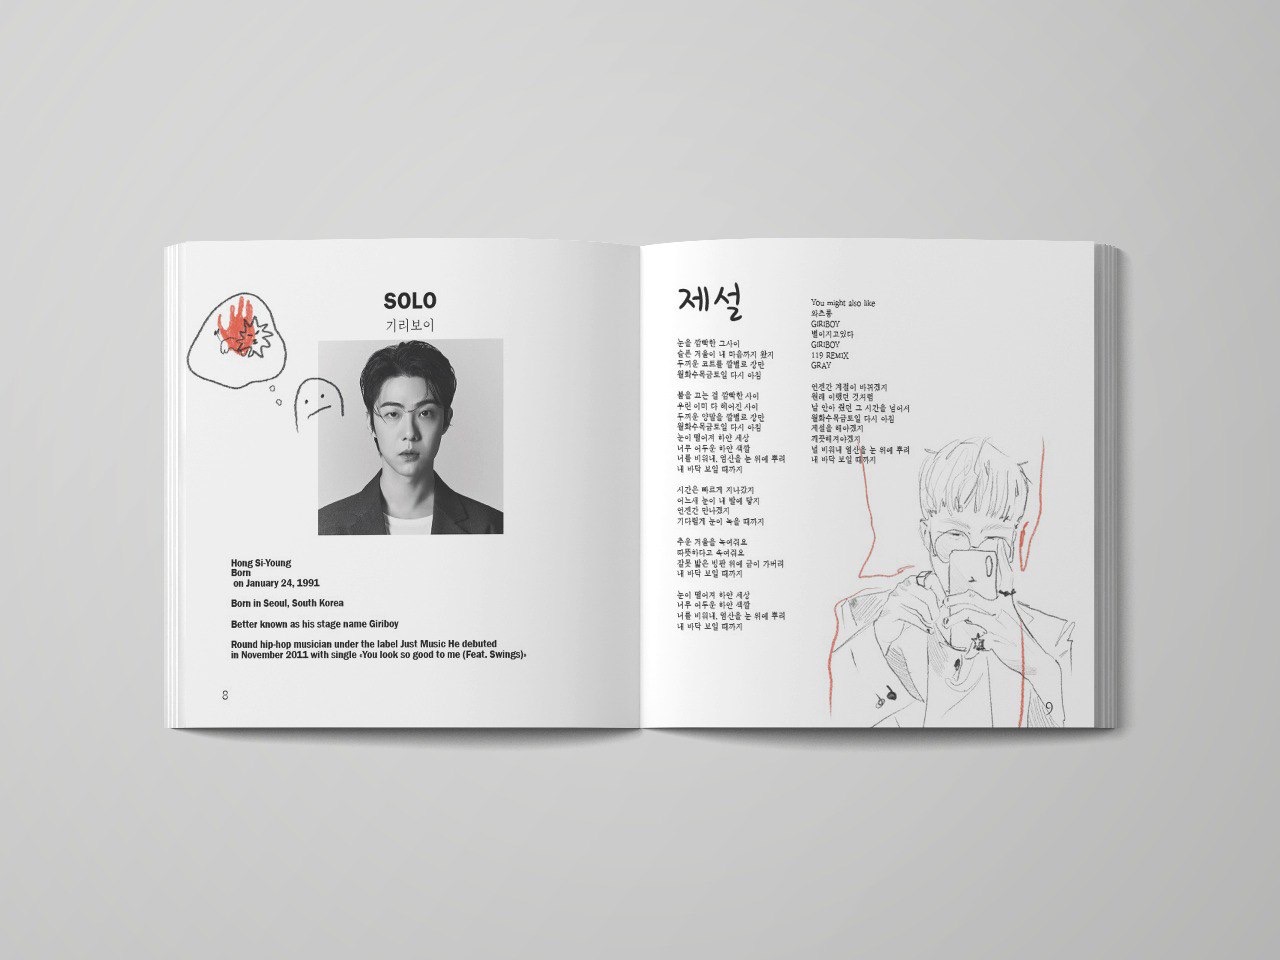 SOLO
기리보이
Hong Si-Young
Born
on January 24, 1991
Born in Seoul, South Korea
Better known as his stage name Giriboy
Round hip-hop musician under the label Just Music He debuted
in November 2011 with single ‹You look so good to me (Feat. Swings)›
8
제설
눈을 깜빡한 그사이
슬픈 겨울이 내 마음까지 왔지
두꺼운 코트를 깔별로 장만
월화수목금토일 다시 아침
불을 끄는 걸 깜빡한 사이
우린 이미 다 헤어진 사이
두꺼운 양말을 깔별로 장만
월화수목금토일 다시 아침
눈이 떨어져 하얀 세상
너무 어두운 하얀 색깔
너를 비워내, 염산을 눈 위에 뿌려
내 바닥 보일 때까지
시간은 빠르게 지나갔지
어느새 눈이 내 발에 닿지
언젠간 만나겠지
기다릴게 눈이 녹을 때까지
추운 겨울을 녹여줘요
따뜻하다고 속여줘요
잘못 밟은 빙판 위에 금이 가버려
내 바닥 보일 때까지
눈이 떨어져 하얀 세상
너무 어두운 하얀 색깔
너를 비워내, 염산을 눈 위에 뿌려
내 바닥 보일 때까지
You might also like
와츠롱
GIRIBOY
별이지고있다
GIRIBOY
119 REMIX
GRAY
언젠간 계절이 바뀌겠지
원래 이랬던 것처럼
날 안아 줬던 그 시간을 넘어서
월화수목금토일 다시 아침
제설을 해야겠지
깨끗해져야겠지
널 비워내 염산을 눈 위에 뿌려
내 바닥 보일 때까지
9